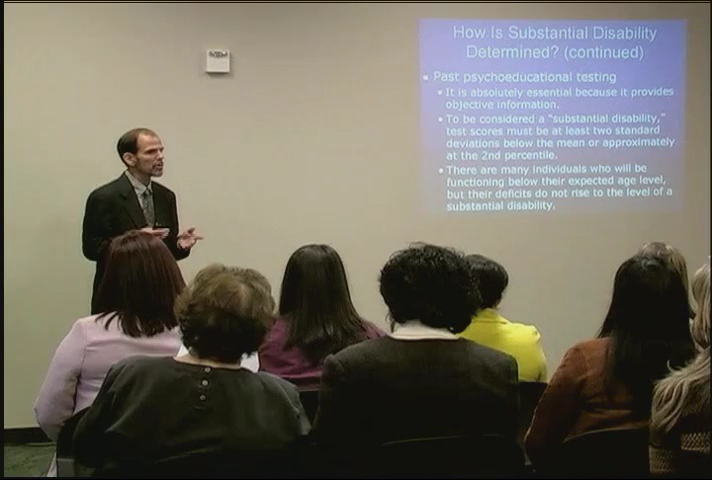 How Is Substantial Disability
Determined? (continued)
Past psychoeducational testing
It is absolutely essential because it provides
objective information.
To be considered a “substantial disability,”
test scores must be at least two standard
deviations below the mean or approximately
at the 2nd percentile.
There are many individuals who will be
functioning below their expected age level,
but their deficits do not rise to the level of a
substantial disability.